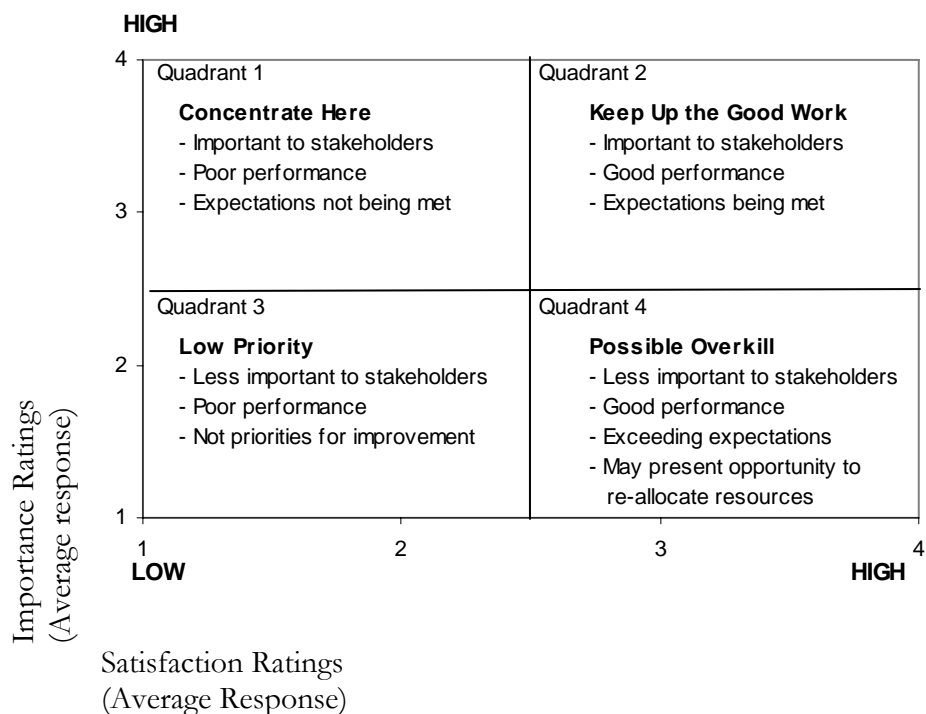 HIGH
4
Quadrant 1
Concentrate Here
- Important to stakeholders
- Poor performance
- Expectations not being met
Quadrant 2
Keep Up the Good Work
- Important to stakeholders
- Good performance
- Expectations being met
3
Quadrant 3
Low Priority
- Less important to stakeholders
- Poor performance
- Not priorities for improvement
Quadrant 4
Possible Overkill
- Less important to stakeholders
- Good performance
- Exceeding expectations
- May present opportunity to
re-allocate resources
2
1
1
2
3
4
LOW
HIGH
Importance Ratings
(Average response)
Satisfaction Ratings
(Average Response)